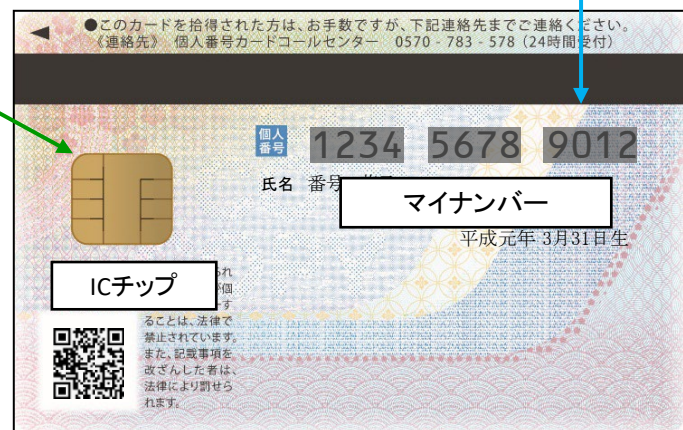 ●このカードを拾得された方は、お手数ですが、下記連絡先までご連絡ください。
《連絡先》 個人番号カードコールセンター 0570-783-578（24時間受付）
個人
番号
1234 5678 9012
氏名 番号
マイナンバー
平成元年 3月31日生
ICチップ
ることは、法律で
禁止されています。
また、記載事項を
改ざんした者は、
法律により罰せら
れます。